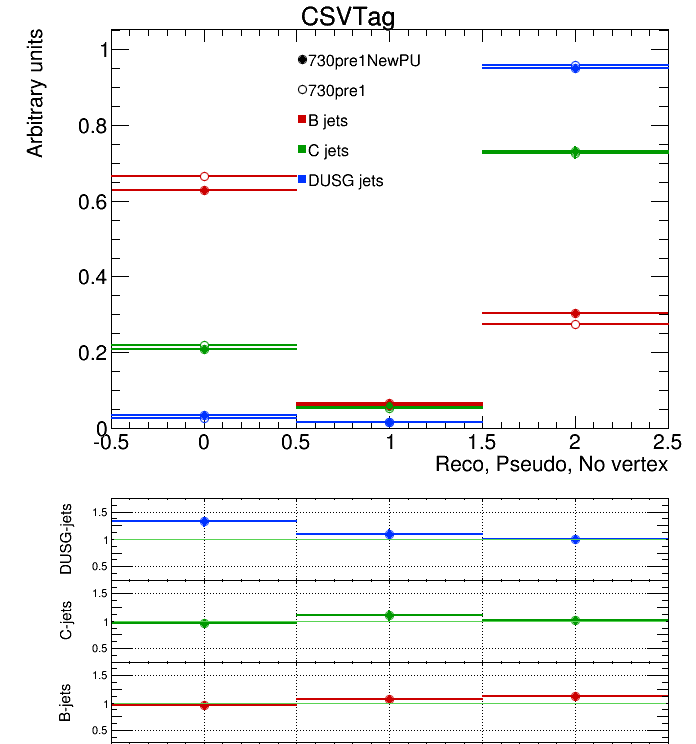 CSVTag
Arbitrary units
1
0.8
0.6
0.4
0.2
0
730pre1NewPU
730pre1
B jets
C jets
DUSG jets
-0.5 0 0.5 1 1.5 2 2.5
Reco, Pseudo, No vertex
DUSG-jets
1.5
1
0.5
C-jets
1.5
1
0.5
B-jets
1.5
1
0.5